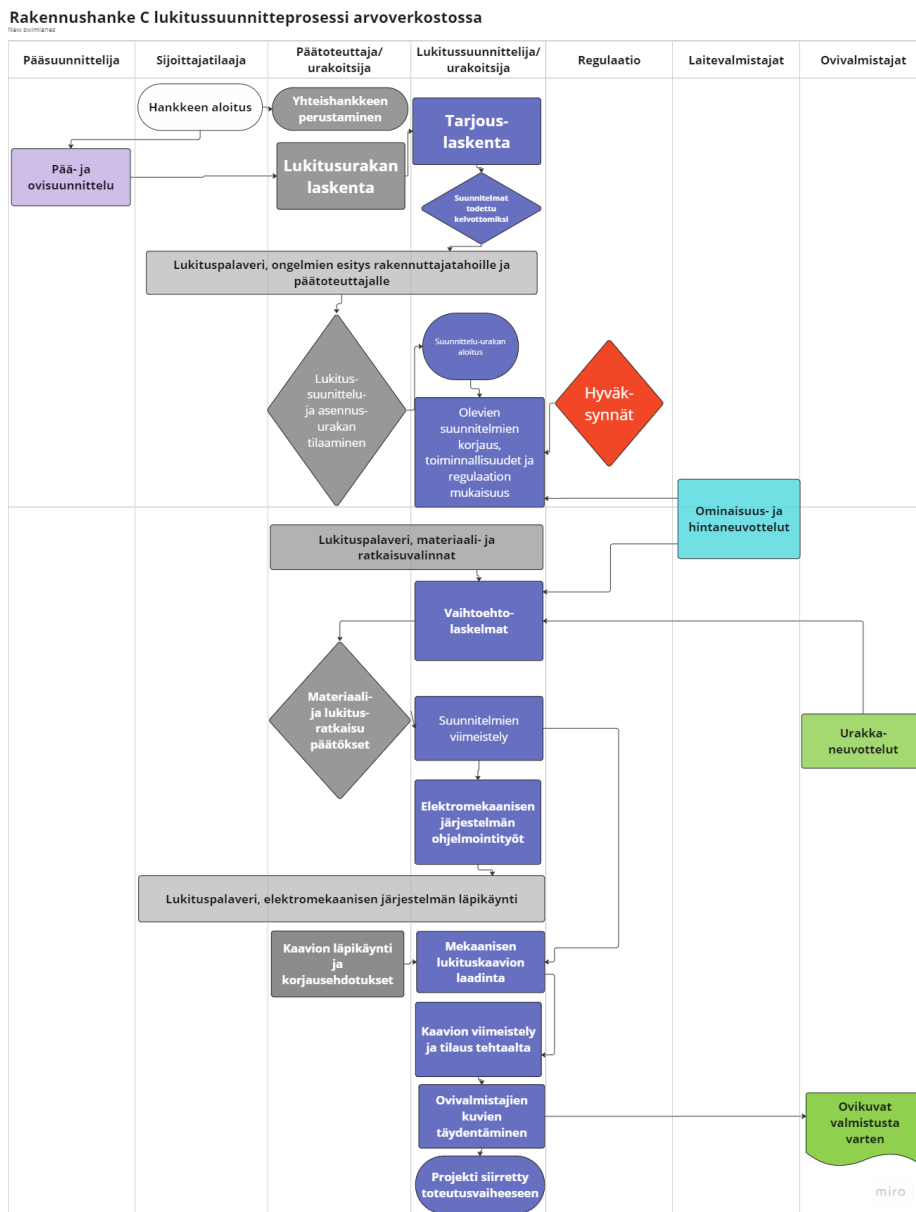 Rakennushanke C lukitussuunnitteprosessi arvoverkostossa
New swimlanes
Pääsuunnittelija
Sijoittajatilaaja
Päätoteuttaja/
urakoitsija
Lukitussuunnittelija/
urakoitsija
Regulaatio
Laitevalmistajat
Ovivalmistajat
Hankkeen aloitus
Yhteishankkeen
perustaminen
Tarjous-
laskenta
Pää- ja
ovisuunnittelu
Lukitusurakan
laskenta
Suunnitelmat
todettu
kelvottomiksi
Lukituspalaveri, ongelmien esitys rakennuttajatahoille ja
päätoteuttajalle
Lukitus-
suunittelu-
ja asennus-
urakan
tilaaminen
Suunnittelu-urakan
aloitus
Hyväk-
synnät
Olevien
suunnitelmien
korjaus,
toiminnallisuudet ja
regulaation
mukaisuus
Ominaisuus- ja
hintaneuvottelut
Lukituspalaveri, materiaali- ja
ratkaisuvalinnat
Vaihtoehto-
laskelmat
Materiaali-
ja lukitus-
ratkaisu
päätökset
Suunnitelmien
viimeistely
Urakka-
neuvottelut
Elektromekaanisen
järjestelmän
ohjelmointityöt
Lukituspalaveri, elektromekaanisen järjestelmän läpikäynti
Kaavion läpikäynti
ja
korjausehdotukset
Mekaanisen
lukituskaavion
laadinta
Kaavion viimeistely
ja tilaus tehtaalta
Ovivalmistajien
kuvien
täydentäminen
Ovikuvat
valmistusta
varten
Projekti siirretty
toteutusvaiheeseen
miro